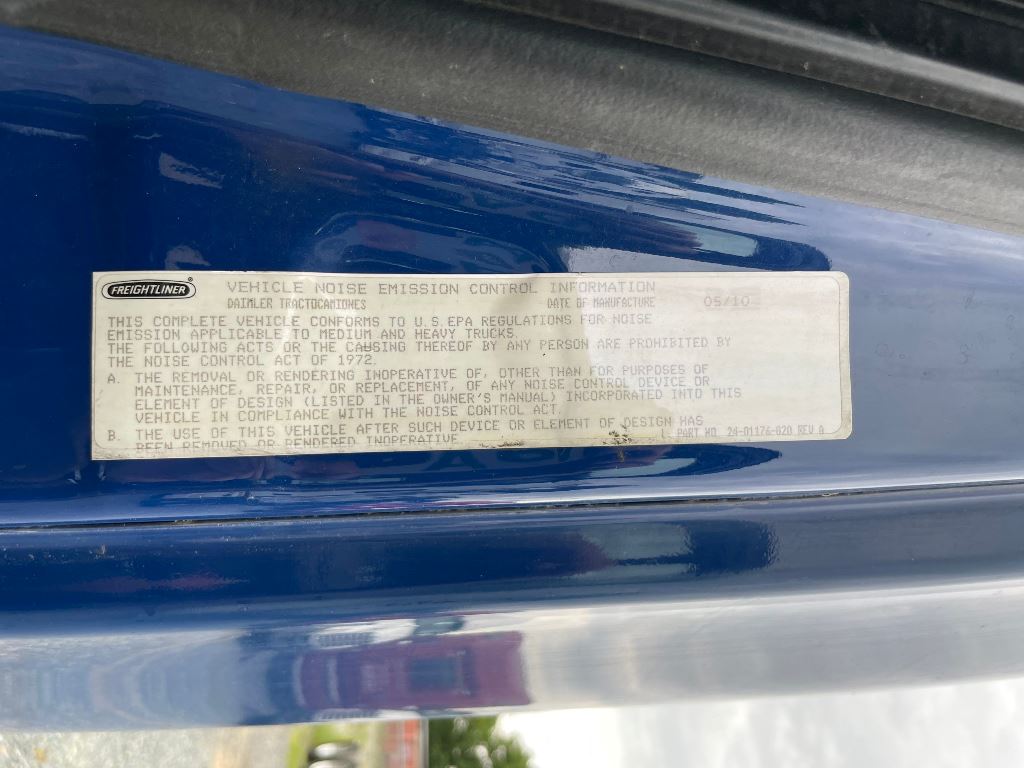 FREIGHTLINER®
VEHICLE NOISE EMISSION CONTROL INFORMATION
DAIMLER TRACTOCAMIONES DATE OF MANUFACTURE 05/10
THIS COMPLETE VEHICLE CONFORMS TO U.S.EPA REGULATIONS FOR NOISE
EMISSION APPLICABLE TO MEDIUM AND HEAVY TRUCKS.
THE FOLLOWING ACTS OR THE CAUSING THEREOF BY ANY PERSON ARE PROHIBITED BY
THE NOISE CONTROL ACT OF 1972.
A. THE REMOVAL OR RENDERING INOPERATIVE OF, OTHER THAN FOR PURPOSES OF
MAINTENANCE, REPAIR, OR REPLACEMENT, OF ANY NOISE CONTROL DEVICE OR
ELEMENT OF DESIGN (LISTED IN THE OWNER'S MANUAL) INCORPORATED INTO THIS
VEHICLE IN COMPLIANCE WITH THE NOISE CONTROL ACT.
B. THE USE OF THIS VEHICLE AFTER SUCH DEVICE OR ELEMENT OF DESIGN HAS
BEEN REMOVED OR RENDERED INOPERATIVE
PART NO. 24-01176-020 REV A